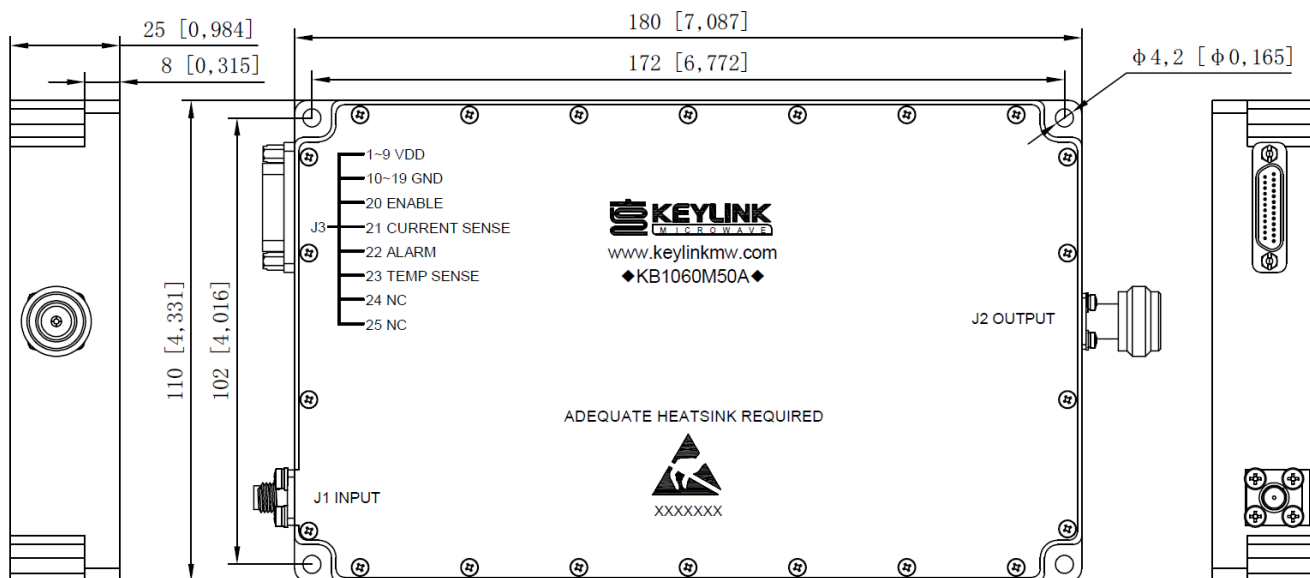 25 [0,984]
8 [0,315]
180 [7,087]
172 [6,772]
φ4,2 [φ0,165]
110 [4,331]
102 [4,016]
J3
1~9 VDD
10~19 GND
20 ENABLE
21 CURRENT SENSE
22 ALARM
23 TEMP SENSE
24 NC
25 NC
KEYLINK
MICROWAVE
www.keylinkmw.com
◆KB1060M50A◆
J2 OUTPUT
ADEQUATE HEATSINK REQUIRED
XXXXXXX
J1 INPUT